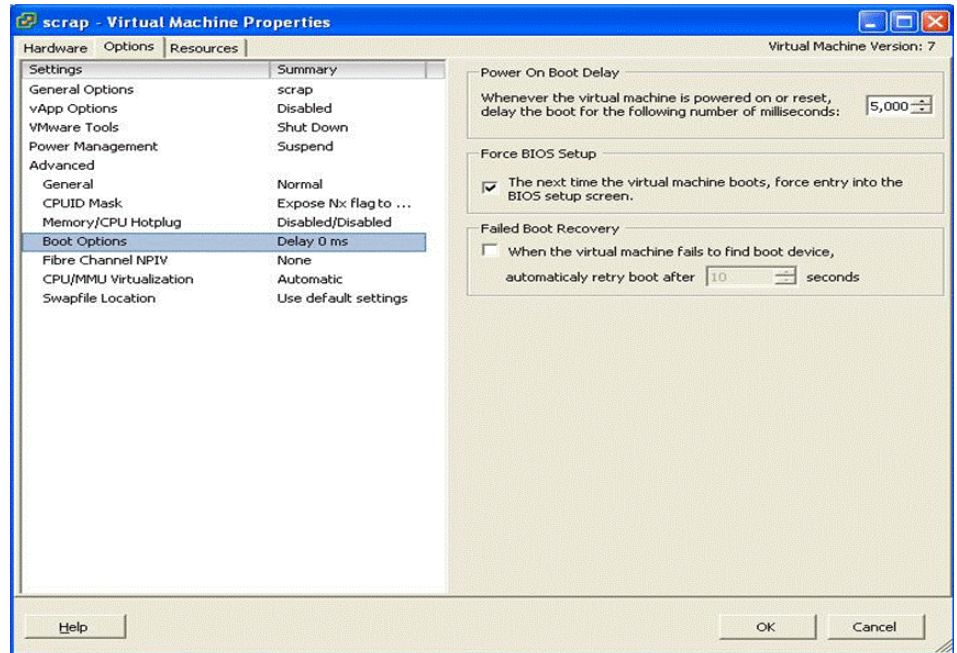 scrap - Virtual Machine Properties
Hardware Options Resources Virtual Machine Version: 7
Settings Summary
General Options scrap
vApp Options Disabled
VMware Tools Shut Down
Power Management Suspend
Advanced
General Normal
CPUID Mask Expose Nx flag to ...
Memory/CPU Hotplug Disabled/Disabled
Boot Options Delay 0 ms
Fibre Channel NPIV None
CPU/MMU Virtualization Automatic
Swapfile Location Use default settings
Power On Boot Delay
Whenever the virtual machine is powered on or reset,
delay the boot for the following number of milliseconds: 5,000
Force BIOS Setup
The next time the virtual machine boots, force entry into the
BIOS setup screen.
Failed Boot Recovery
When the virtual machine fails to find boot device,
automaticaly retry boot after 10 seconds
Help OK Cancel